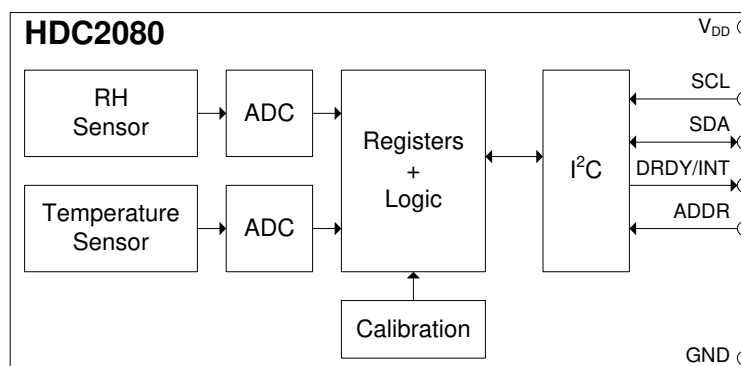 HDC2080
V_DD
RH
Sensor
ADC
Registers
+
Logic
I²C
SCL
SDA
DRDY/INT
ADDR
Temperature
Sensor
ADC
Calibration
GND